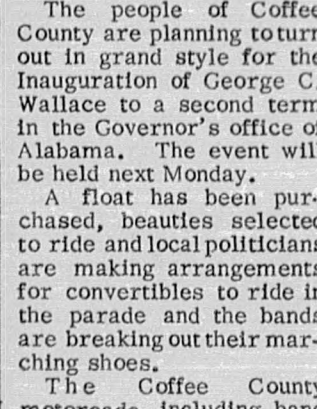 The people of Coffee
County are planning to turn
out in grand style for the
Inauguration of George C.
Wallace to a second term
in the Governor's office of
Alabama. The event will
be held next Monday.
A float has been pur-
chased, beauties selected
to ride and local politicians
are making arrangements
for convertibles to ride in
the parade and the bands
are breaking out their mar-
ching shoes.
The Coffee County
motorcade, including